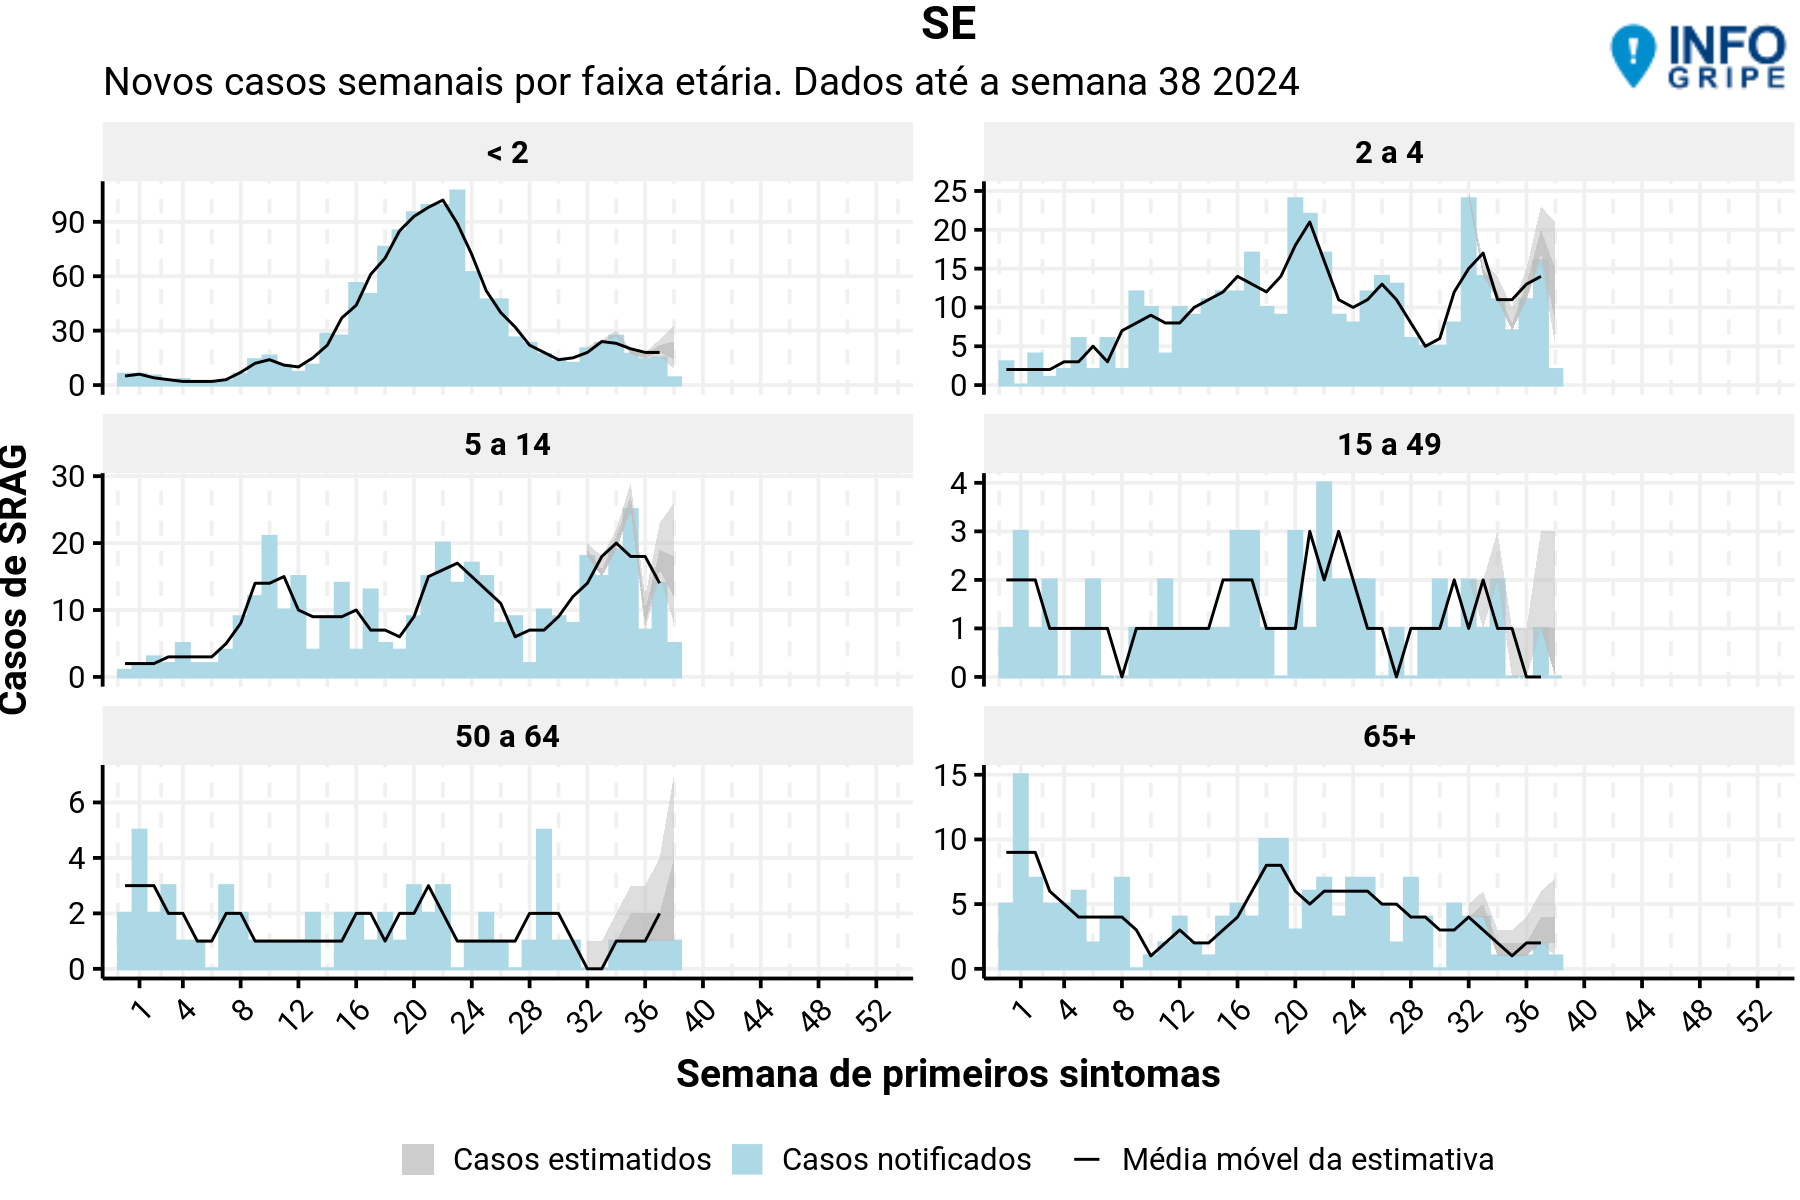 SE
INFO
GRIPE
Novos casos semanais por faixa etária. Dados até a semana 38 2024
< 2
2 a 4
90
60
30
0
25
20
15
10
5
0
5 a 14
15 a 49
30
20
10
0
4
3
2
1
0
50 a 64
65+
6
4
2
0
15
10
5
0
1 4 8 12 16 20 24 28 32 36 40 44 48 52
1 4 8 12 16 20 24 28 32 36 40 44 48 52
Casos de SRAG
Semana de primeiros sintomas
Casos estimatidos Casos notificados Média móvel da estimativa